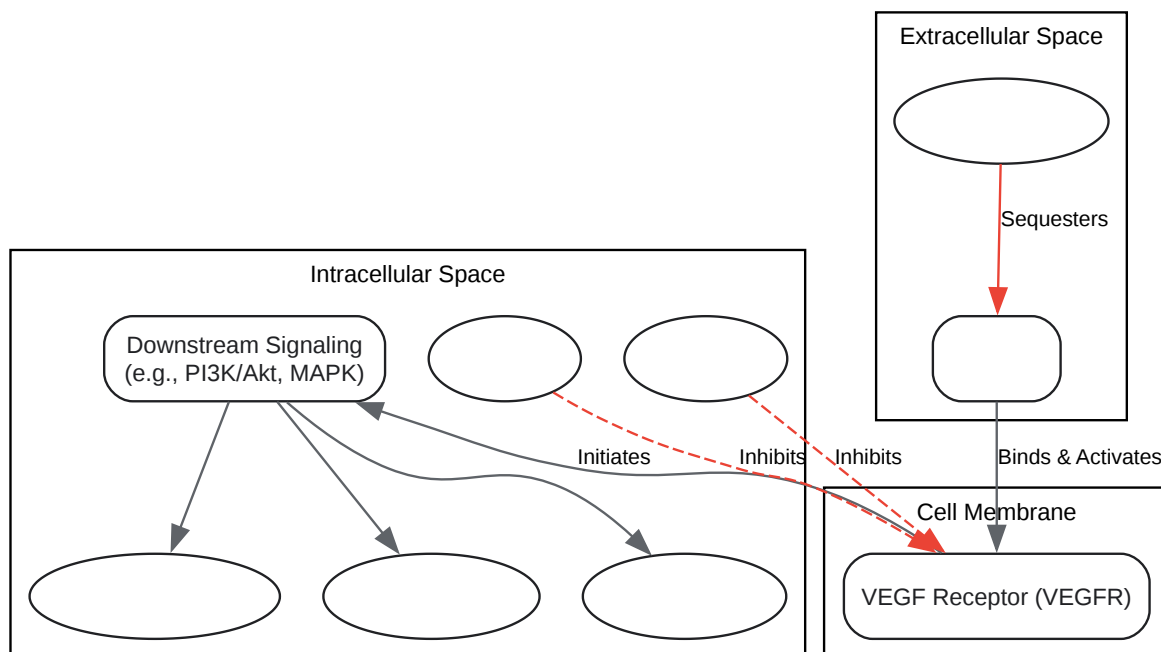 Extracellular Space
Sequesters
Intracellular Space
Downstream Signaling
(e.g., PI3K/Akt, MAPK)
Initiates
Inhibits
Inhibits
Binds & Activates
Cell Membrane
VEGF Receptor (VEGFR)